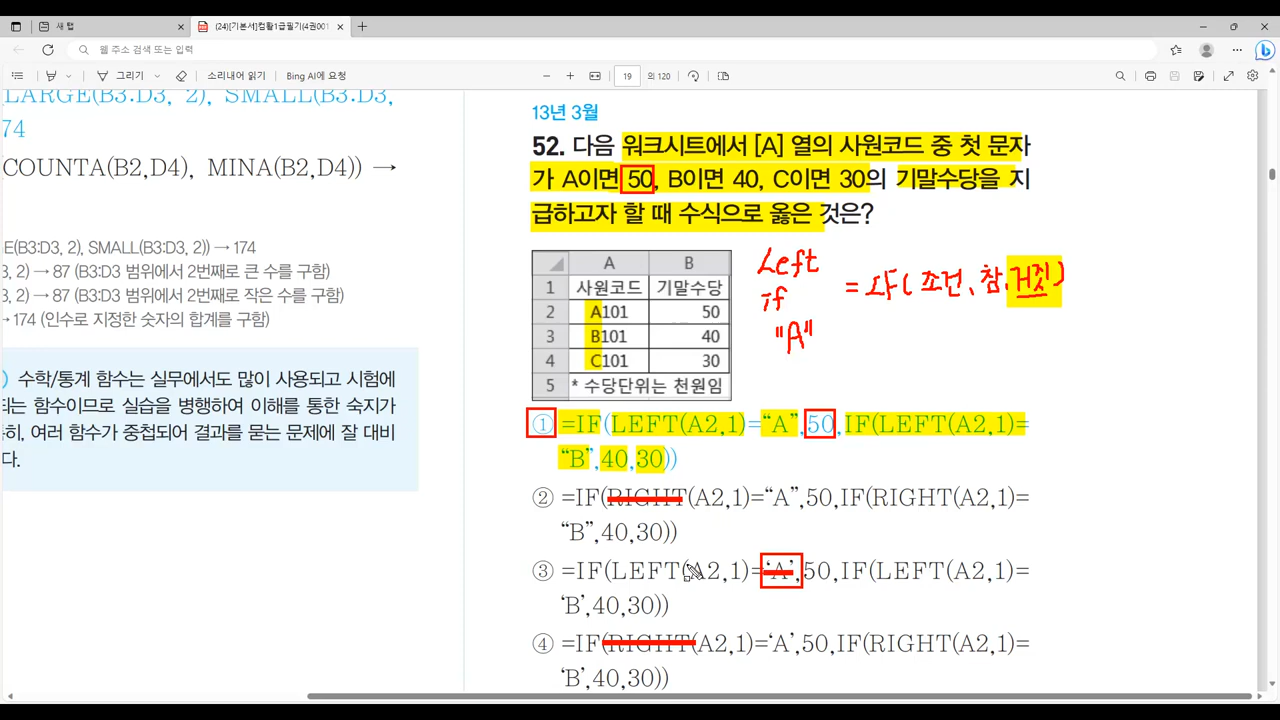 새 탭
(24)[기본서]컴활1급필기(4권001
웹 주소 검색 또는 입력
그리기
소리내어 읽기
Bing AI에 요청
19 의 120
LARGE(B3:D3, 2), SMALL(B3:D3,
74
COUNTA(B2,D4), MINA(B2,D4)) →
E(B3:D3, 2), SMALL(B3:D3, 2)) → 174
3, 2) → 87 (B3:D3 범위에서 2번째로 큰 수를 구함)
3, 2) → 87 (B3:D3 범위에서 2번째로 작은 수를 구함)
→ 174 (인수로 지정한 숫자의 합계를 구함)
) 수학/통계 함수는 실무에서도 많이 사용되고 시험에
되는 함수이므로 실습을 병행하여 이해를 통한 숙지가
특히, 여러 함수가 중첩되어 결과를 묻는 문제에 잘 대비
다.
13년 3월
52. 다음 워크시트에서 [A] 열의 사원코드 중 첫 문자
가 A이면 50, B이면 40, C이면 30의 기말수당을 지
급하고자 할 때 수식으로 옳은 것은?
A B
1 사원코드 기말수당
2 A101 50
3 B101 40
4 C101 30
5 * 수당단위는 천원임
Left
if
"A"
= IF( 조건, 참, 거짓)
① =IF(LEFT(A2,1)=“A”,50,IF(LEFT(A2,1)=
“B”,40,30))
② =IF(RIGHT(A2,1)=“A”,50,IF(RIGHT(A2,1)=
“B”,40,30))
③ =IF(LEFT(A2,1)=‘A’,50,IF(LEFT(A2,1)=
‘B’,40,30))
④ =IF(RIGHT(A2,1)=‘A’,50,IF(RIGHT(A2,1)=
‘B’,40,30))